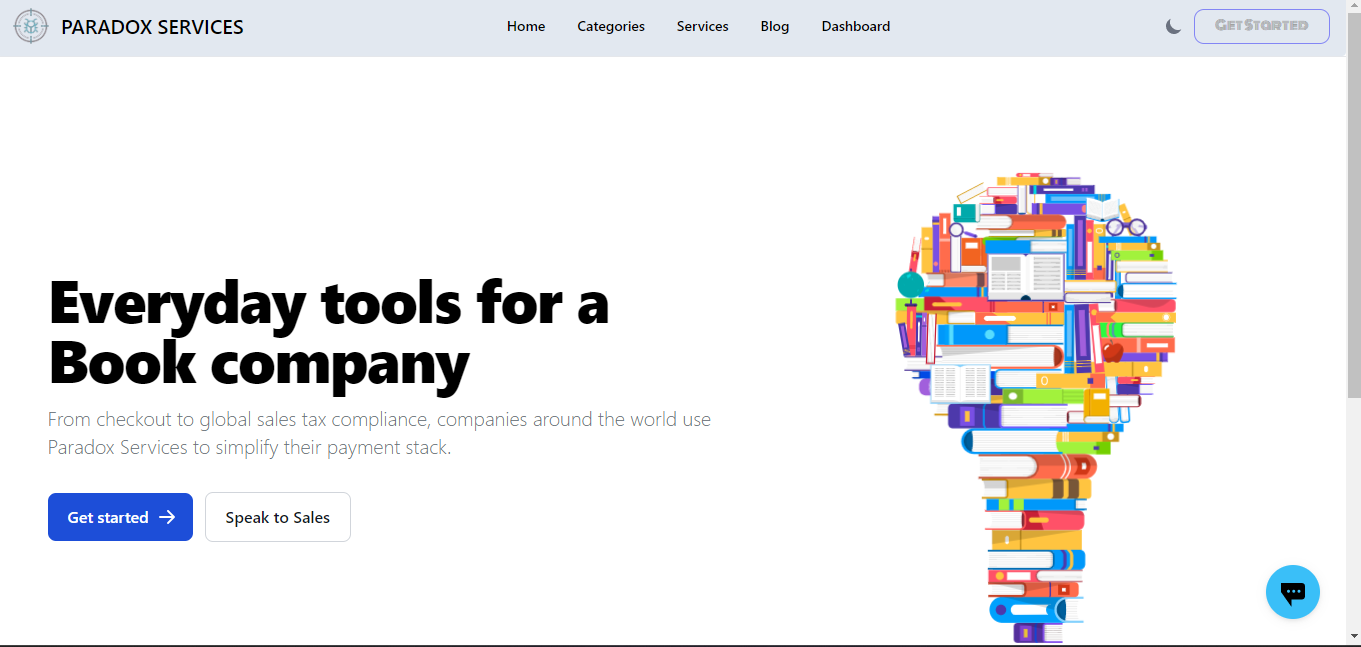 PARADOX SERVICES
Home Categories Services Blog Dashboard
Get Started
Everyday tools for a
Book company
From checkout to global sales tax compliance, companies around the world use
Paradox Services to simplify their payment stack.
Get started
Speak to Sales